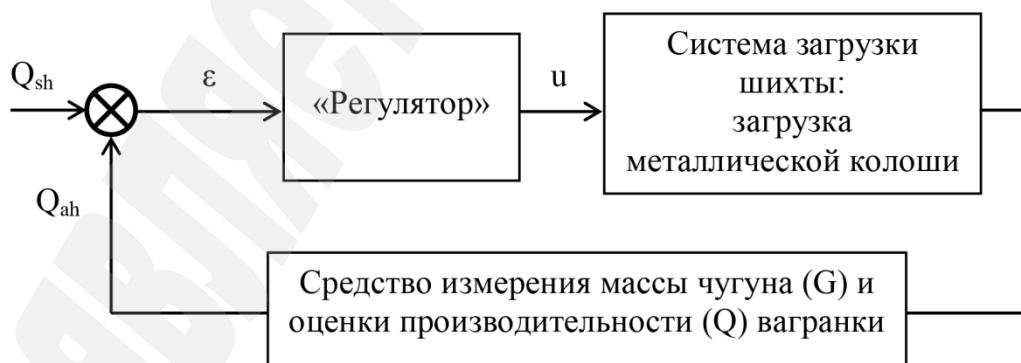 Q_sh
ε
«Регулятор»
u
Система загрузки
шихты:
загрузка
металлической колоши
Q_ah
Средство измерения массы чугуна (G) и
оценки производительности (Q) вагранки